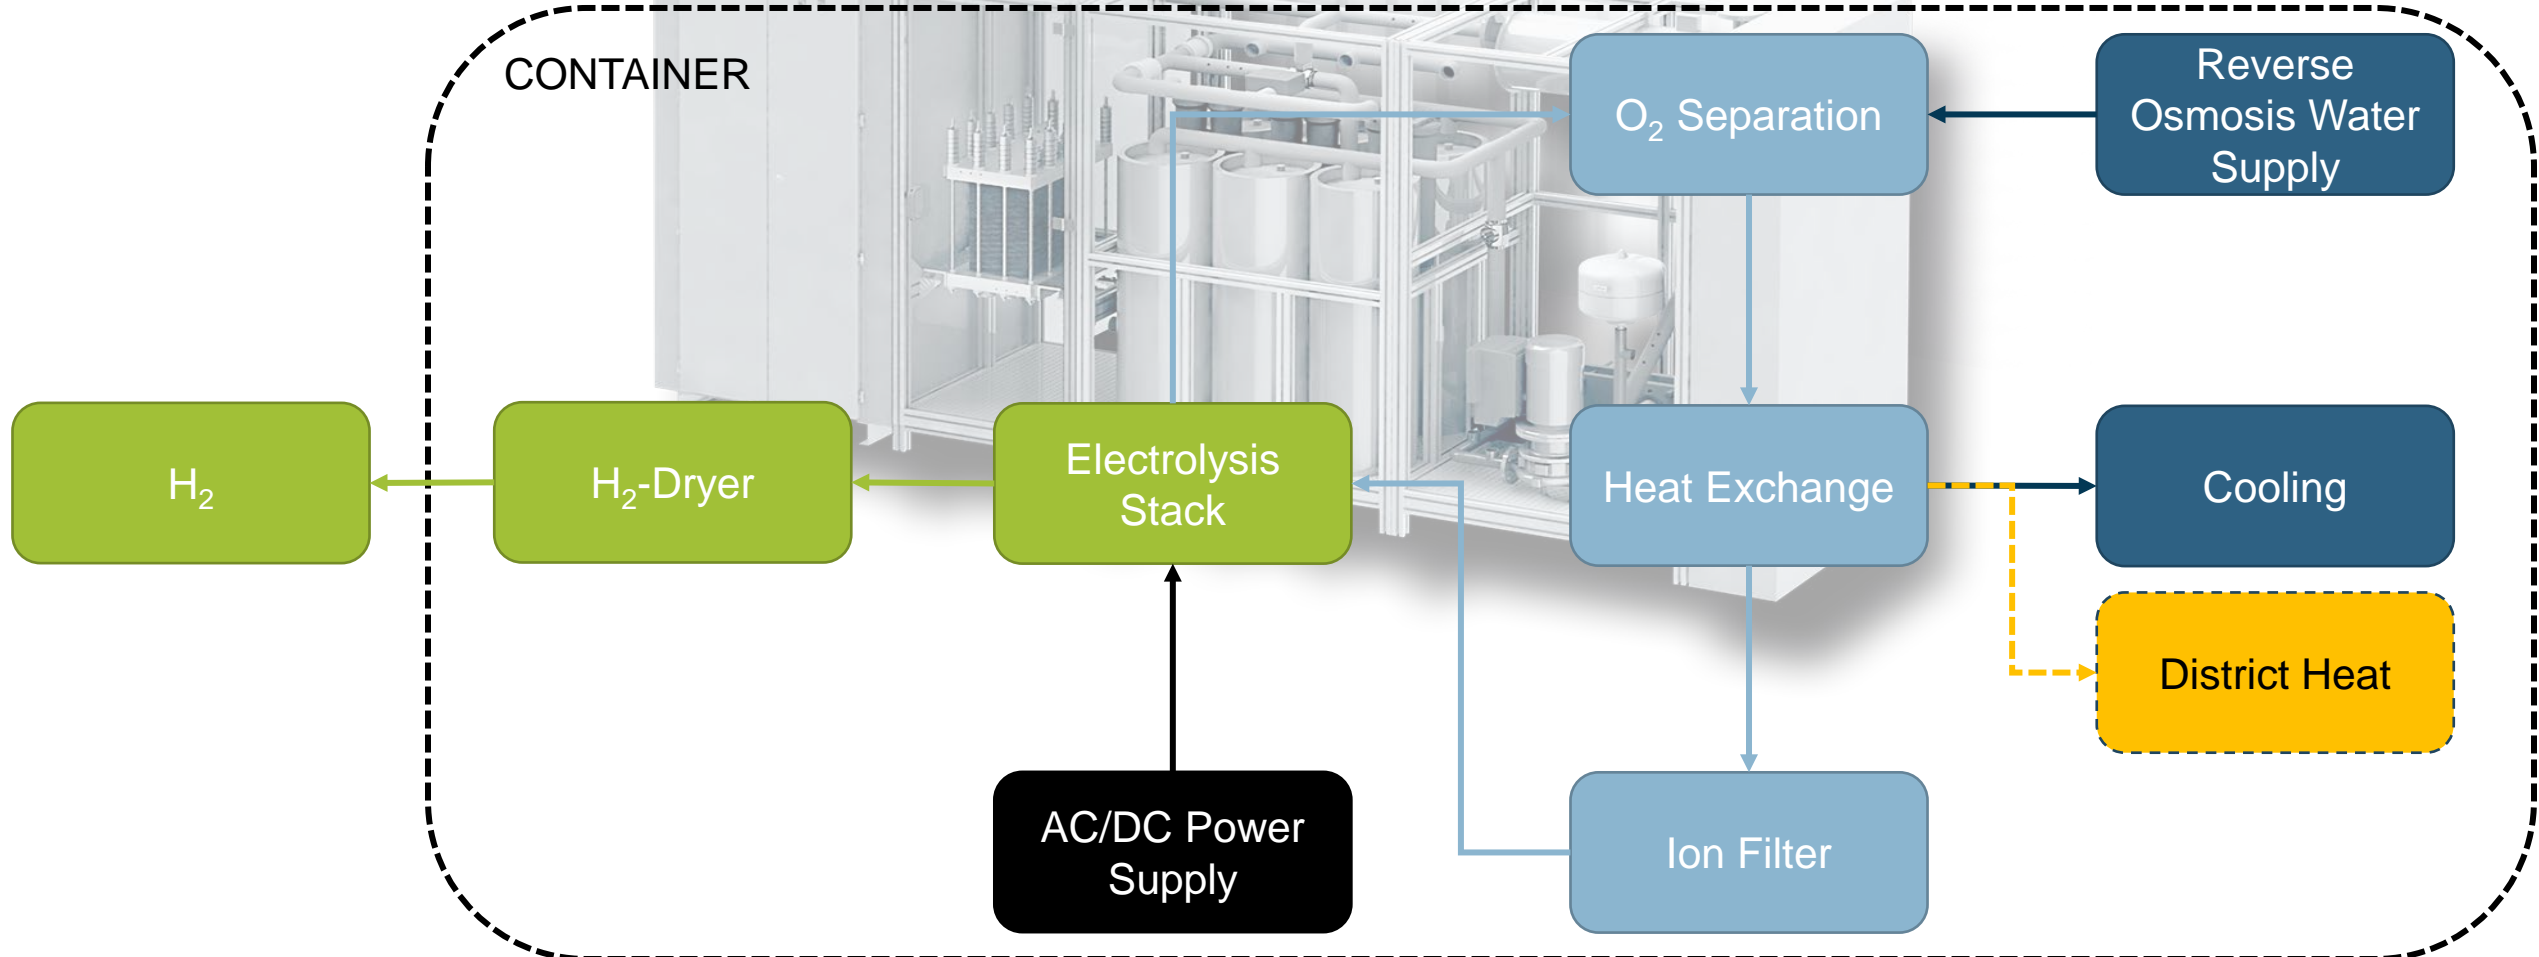 CONTAINER
O₂ Separation
Reverse
Osmosis Water
Supply
H₂
H₂-Dryer
Electrolysis
Stack
Heat Exchange
Cooling
District Heat
AC/DC Power
Supply
Ion Filter